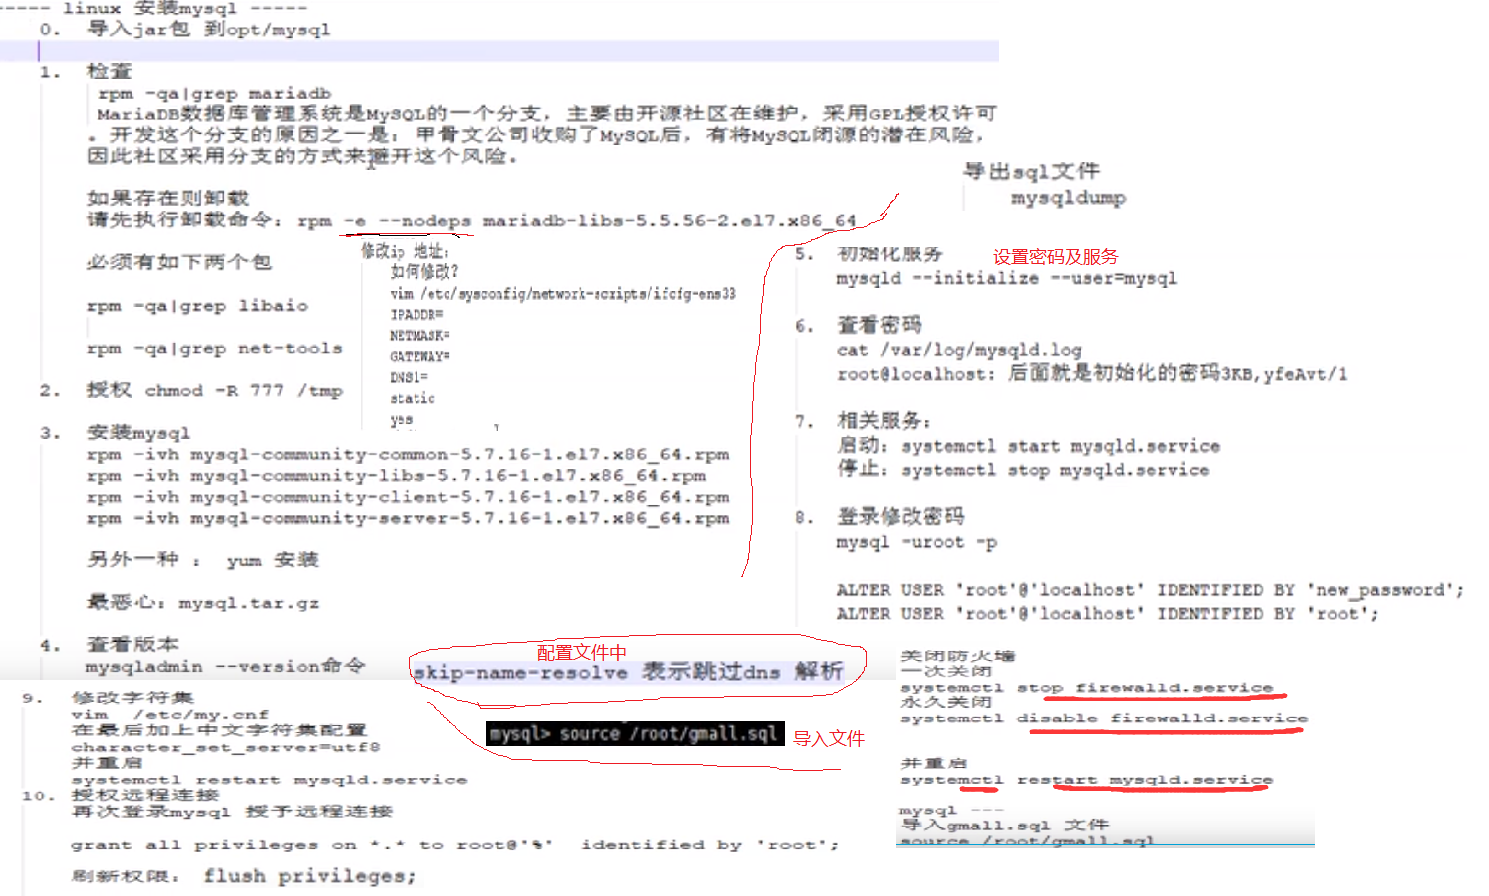 ----- linux 安装mysql -----
0. 导入jar包 到opt/mysql
1. 检查
rpm -qa|grep mariadb
MariaDB数据库管理系统是MySQL的一个分支，主要由开源社区在维护，采用GPL授权许可
。开发这个分支的原因之一是：甲骨文公司收购了MySQL后，有将MySQL闭源的潜在风险，
因此社区采用分支的方式来避开这个风险。
如果存在则卸载
请先执行卸载命令：rpm -e --nodeps mariadb-libs-5.5.56-2.el7.x86_64
必须有如下两个包
rpm -qa|grep libaio
rpm -qa|grep net-tools
2. 授权 chmod -R 777 /tmp
3. 安装mysql
rpm -ivh mysql-community-common-5.7.16-1.el7.x86_64.rpm
rpm -ivh mysql-community-libs-5.7.16-1.el7.x86_64.rpm
rpm -ivh mysql-community-client-5.7.16-1.el7.x86_64.rpm
rpm -ivh mysql-community-server-5.7.16-1.el7.x86_64.rpm
另外一种 ： yum 安装
最恶心：mysql.tar.gz
4. 查看版本
mysqladmin --version命令
修改ip 地址：
如何修改?
vim /etc/sysconfig/network-scripts/ifcfg-ens33
IPADDR=
NETMASK=
GATEWAY=
DNS1=
static
yes
导出sql文件
mysqldump
5. 初始化服务
设置密码及服务
mysqld --initialize --user=mysql
6. 查看密码
cat /var/log/mysqld.log
root@localhost: 后面就是初始化的密码3KB,yfeAvt/1
7. 相关服务：
启动：systemctl start mysqld.service
停止：systemctl stop mysqld.service
8. 登录修改密码
mysql -uroot -p
ALTER USER 'root'@'localhost' IDENTIFIED BY 'new_password';
ALTER USER 'root'@'localhost' IDENTIFIED BY 'root';
配置文件中
skip-name-resolve 表示跳过dns 解析
9. 修改字符集
vim /etc/my.cnf
在最后加上中文字符集配置
character_set_server=utf8
并重启
systemctl restart mysqld.service
10. 授权远程连接
再次登录mysql 授予远程连接
grant all privileges on *.* to root@'%' identified by 'root';
刷新权限： flush privileges;
mysql> source /root/gmall.sql
导入文件
关闭防火墙
一次关闭
systemctl stop firewalld.service
永久关闭
systemctl disable firewalld.service
并重启
systemctl restart mysqld.service
mysql ---
导入gmall.sql 文件
source /root/gmall.sql